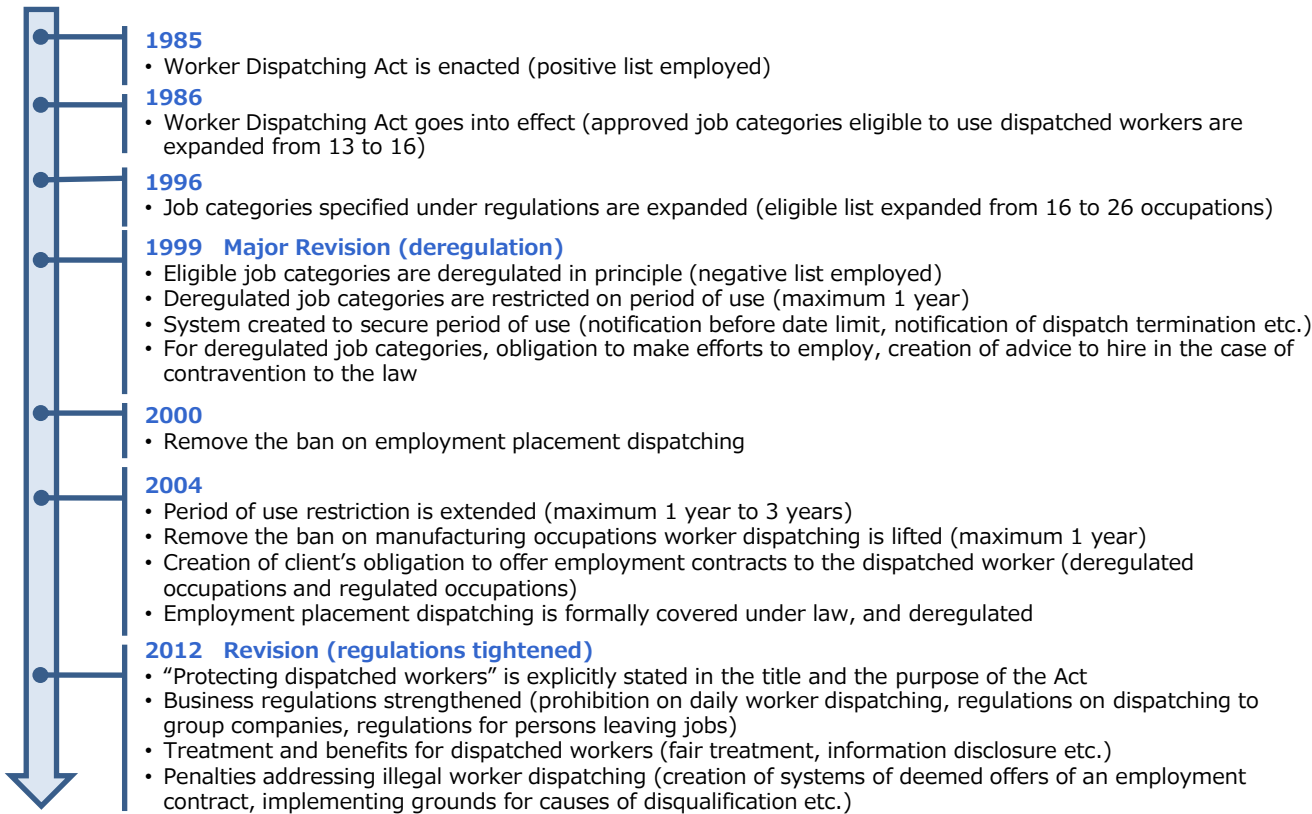 1985
• Worker Dispatching Act is enacted (positive list employed)
1986
• Worker Dispatching Act goes into effect (approved job categories eligible to use dispatched workers are
expanded from 13 to 16)
1996
• Job categories specified under regulations are expanded (eligible list expanded from 16 to 26 occupations)
1999 Major Revision (deregulation)
• Eligible job categories are deregulated in principle (negative list employed)
• Deregulated job categories are restricted on period of use (maximum 1 year)
• System created to secure period of use (notification before date limit, notification of dispatch termination etc.)
• For deregulated job categories, obligation to make efforts to employ, creation of advice to hire in the case of
contravention to the law
2000
• Remove the ban on employment placement dispatching
2004
• Period of use restriction is extended (maximum 1 year to 3 years)
• Remove the ban on manufacturing occupations worker dispatching is lifted (maximum 1 year)
• Creation of client’s obligation to offer employment contracts to the dispatched worker (deregulated
occupations and regulated occupations)
• Employment placement dispatching is formally covered under law, and deregulated
2012 Revision (regulations tightened)
• “Protecting dispatched workers” is explicitly stated in the title and the purpose of the Act
• Business regulations strengthened (prohibition on daily worker dispatching, regulations on dispatching to
group companies, regulations for persons leaving jobs)
• Treatment and benefits for dispatched workers (fair treatment, information disclosure etc.)
• Penalties addressing illegal worker dispatching (creation of systems of deemed offers of an employment
contract, implementing grounds for causes of disqualification etc.)